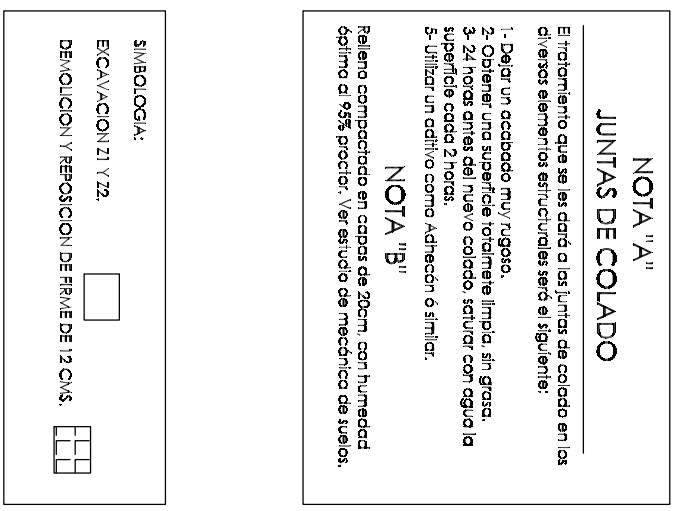 NOTA "A"
JUNTAS DE COLADO
El tratamiento que se les dará a las juntas de colado en los
diversos elementos estructurales será el siguiente:
1- Dejar un acabado muy rugoso.
2- Obtener una superficie totalmete limpia, sin grasa.
3- 24 horas antes del nuevo colado, saturar con agua la
superficie cada 2 horas.
5- Utilizar un aditivo como Adhecón ó similar.
NOTA "B"
Relleno compactado en capas de 20cm, con humedad
óptima al 95% proctor. Ver estudio de mecánica de suelos.
SIMBOLOGIA:
EXCAVACION Z1 Y Z2.
DEMOLICION Y REPOSICION DE FIRME DE 12 CMS.